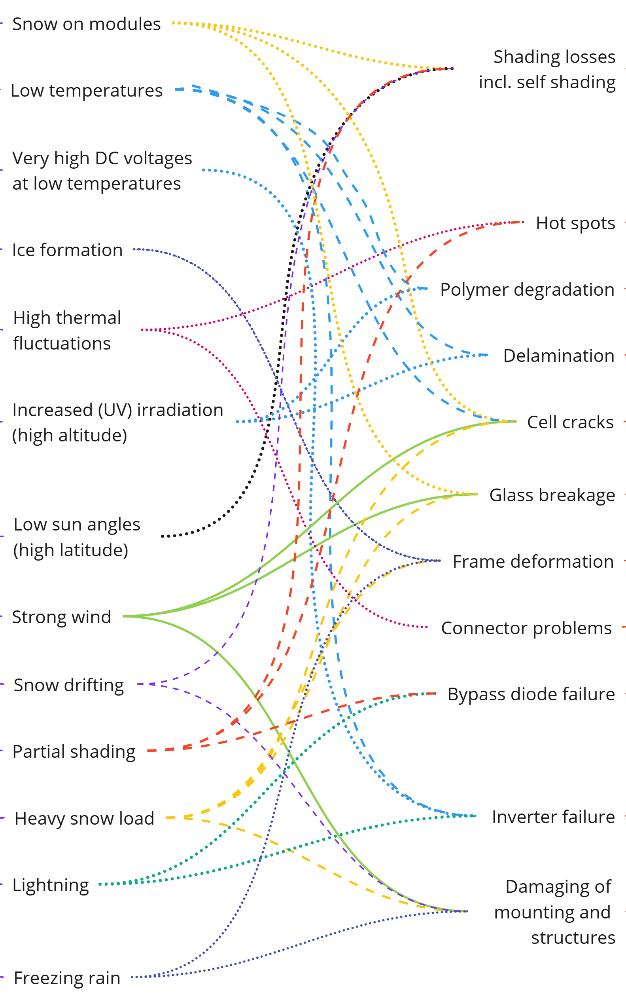 Snow on modules
Low temperatures
Very high DC voltages
at low temperatures
Ice formation
High thermal
fluctuations
Increased (UV) irradiation
(high altitude)
Low sun angles
(high latitude)
Strong wind
Snow drifting
Partial shading
Heavy snow load
Lightning
Freezing rain
Shading losses
incl. self shading
Hot spots
Polymer degradation
Delamination
Cell cracks
Glass breakage
Frame deformation
Connector problems
Bypass diode failure
Inverter failure
Damaging of
mounting and
structures